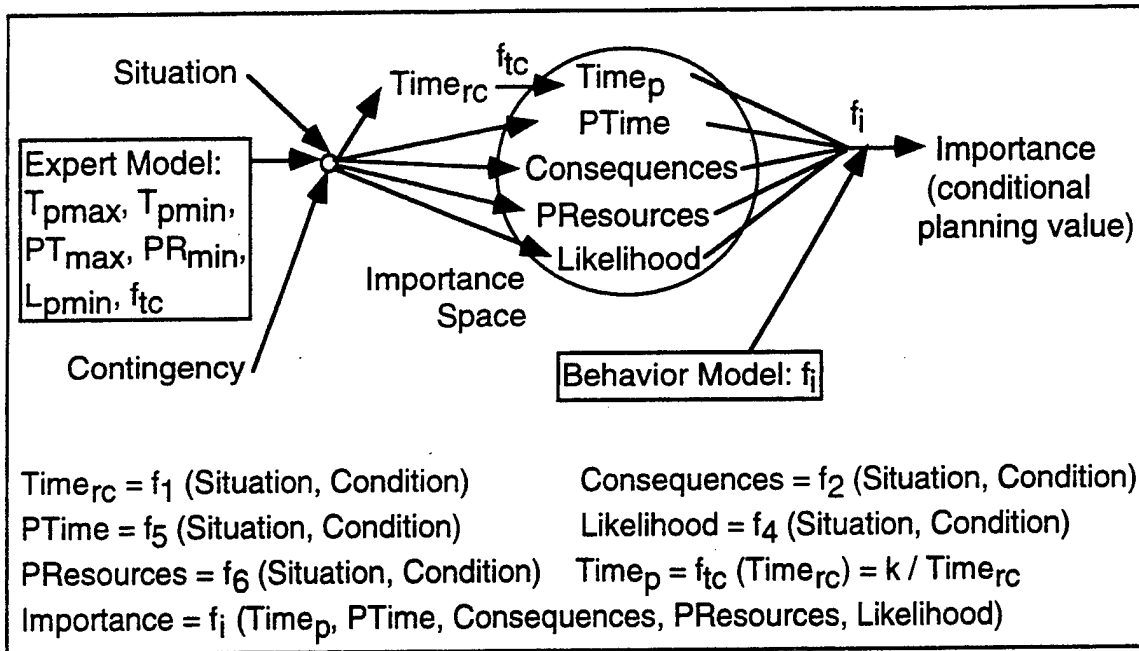 Situation
Time_rc
f_tc
Time_p
PTime
f_i
Expert Model:
T_pmax, T_pmin,
PT_max, PR_min,
L_pmin, f_tc
Consequences
Importance
(conditional
planning value)
PResources
Likelihood
Importance
Space
Contingency
Behavior Model: f_i
Time_rc = f_1 (Situation, Condition)
Consequences = f_2 (Situation, Condition)
PTime = f_5 (Situation, Condition)
Likelihood = f_4 (Situation, Condition)
PResources = f_6 (Situation, Condition)
Time_p = f_tc (Time_rc) = k / Time_rc
Importance = f_i (Time_p, PTime, Consequences, PResources, Likelihood)